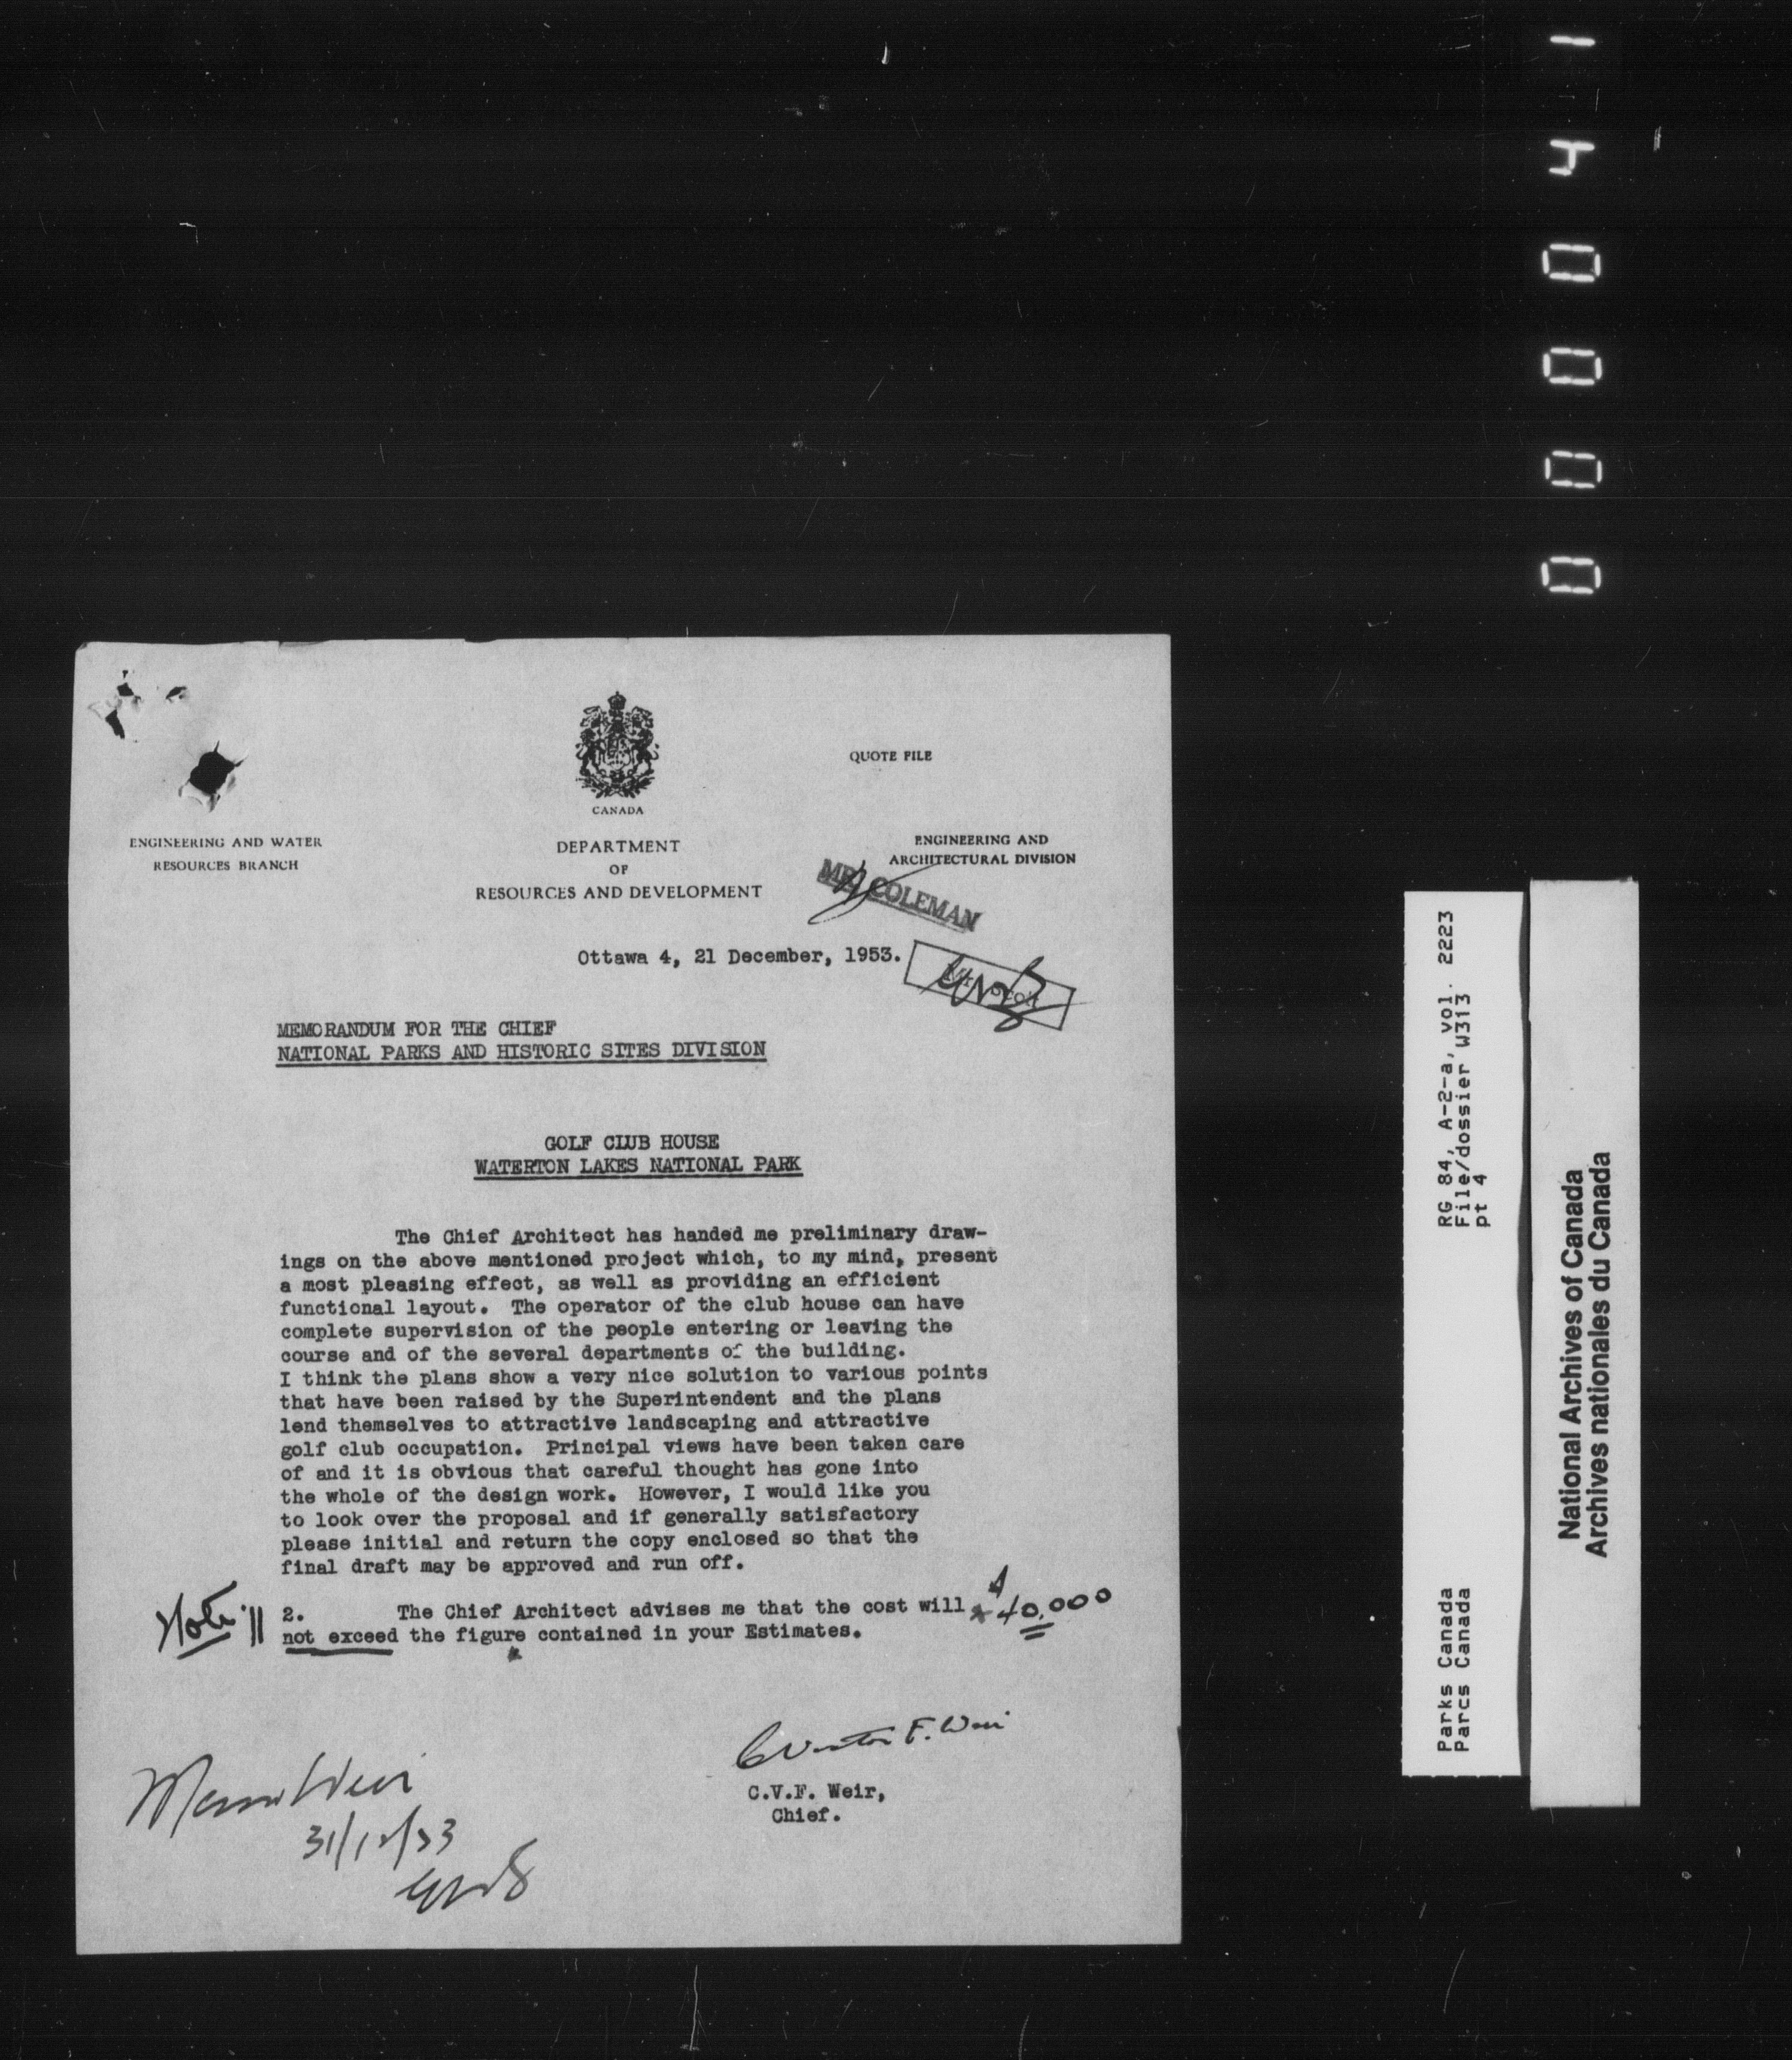 1
4
0
0
0
0
CANADA
QUOTE FILE
ENGINEERING AND WATER
RESOURCES BRANCH
DEPARTMENT
OF
RESOURCES AND DEVELOPMENT
ENGINEERING AND
ARCHITECTURAL DIVISION
MR. COLEMAN
Ottawa 4, 21 December, 1953.
MEMORANDUM FOR THE CHIEF
NATIONAL PARKS AND HISTORIC SITES DIVISION
GOLF CLUB HOUSE
WATERTON LAKES NATIONAL PARK
The Chief Architect has handed me preliminary draw-
ings on the above mentioned project which, to my mind, present
a most pleasing effect, as well as providing an efficient
functional layout. The operator of the club house can have
complete supervision of the people entering or leaving the
course and of the several departments of the building.
I think the plans show a very nice solution to various points
that have been raised by the Superintendent and the plans
lend themselves to attractive landscaping and attractive
golf club occupation. Principal views have been taken care
of and it is obvious that careful thought has gone into
the whole of the design work. However, I would like you
to look over the proposal and if generally satisfactory
please initial and return the copy enclosed so that the
final draft may be approved and run off.
Note
2. The Chief Architect advises me that the cost will
$40,000
not exceed the figure contained in your Estimates.
C.V.F. Weir,
Chief.
Memo Weir
31/12/53
RG 84, A-2-a, vol. 2223
File/dossier W313
pt 4
Parks Canada
Parcs Canada
National Archives of Canada
Archives nationales du Canada